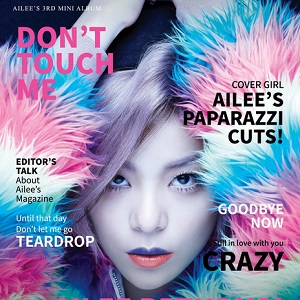 AILEE'S 3RD MINI ALBUM
DON'T
TOUCH
ME
COVER GIRL
AILEE'S
PAPARAZZI
CUTS!
EDITOR'S
TALK
About
Ailee's
Magazine
GOODBYE
NOW
Until that day
Don't let me go
TEARDROP
Still in love with you
CRAZY